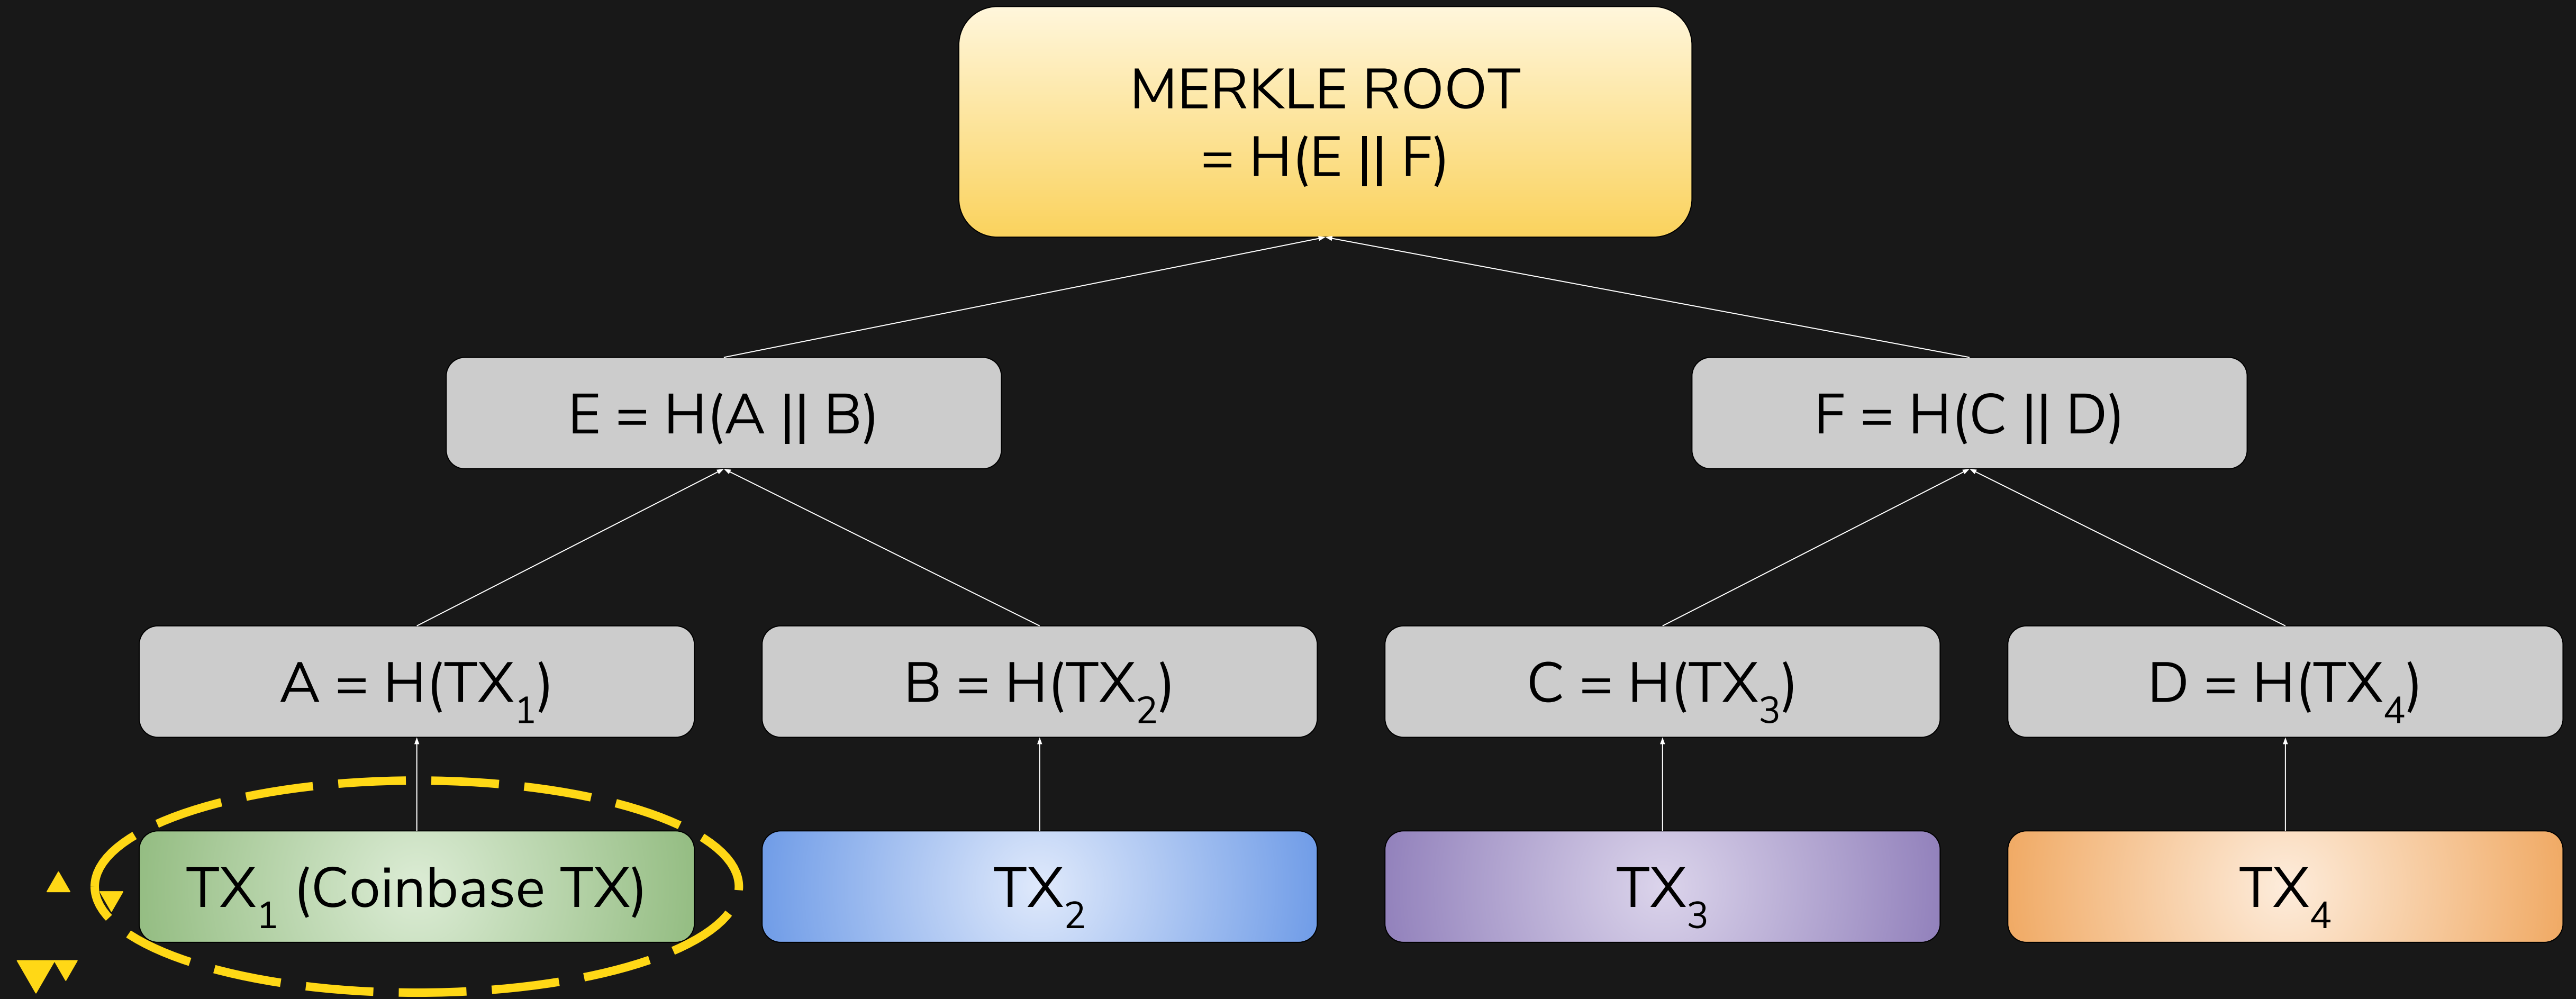 MERKLE ROOT
= H(E || F)
E = H(A || B)
F = H(C || D)
A = H(TX₁)
B = H(TX₂)
C = H(TX₃)
D = H(TX₄)
TX₁ (Coinbase TX)
TX₂
TX₃
TX₄